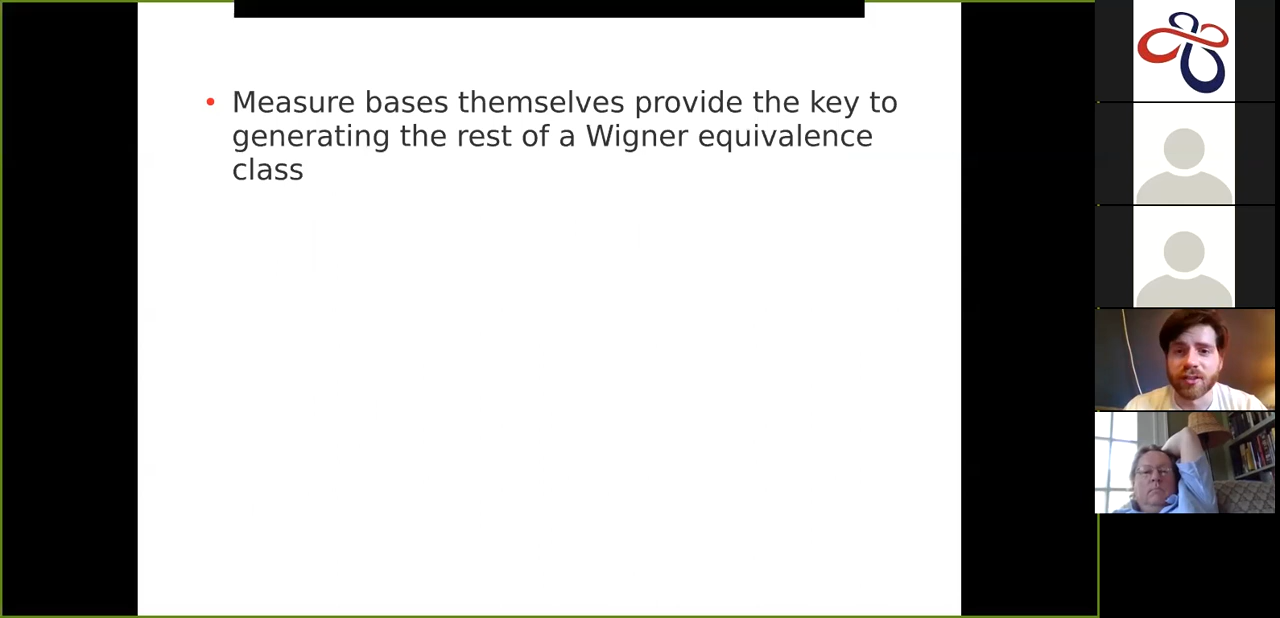 Measure bases themselves provide the key to
generating the rest of a Wigner equivalence
class